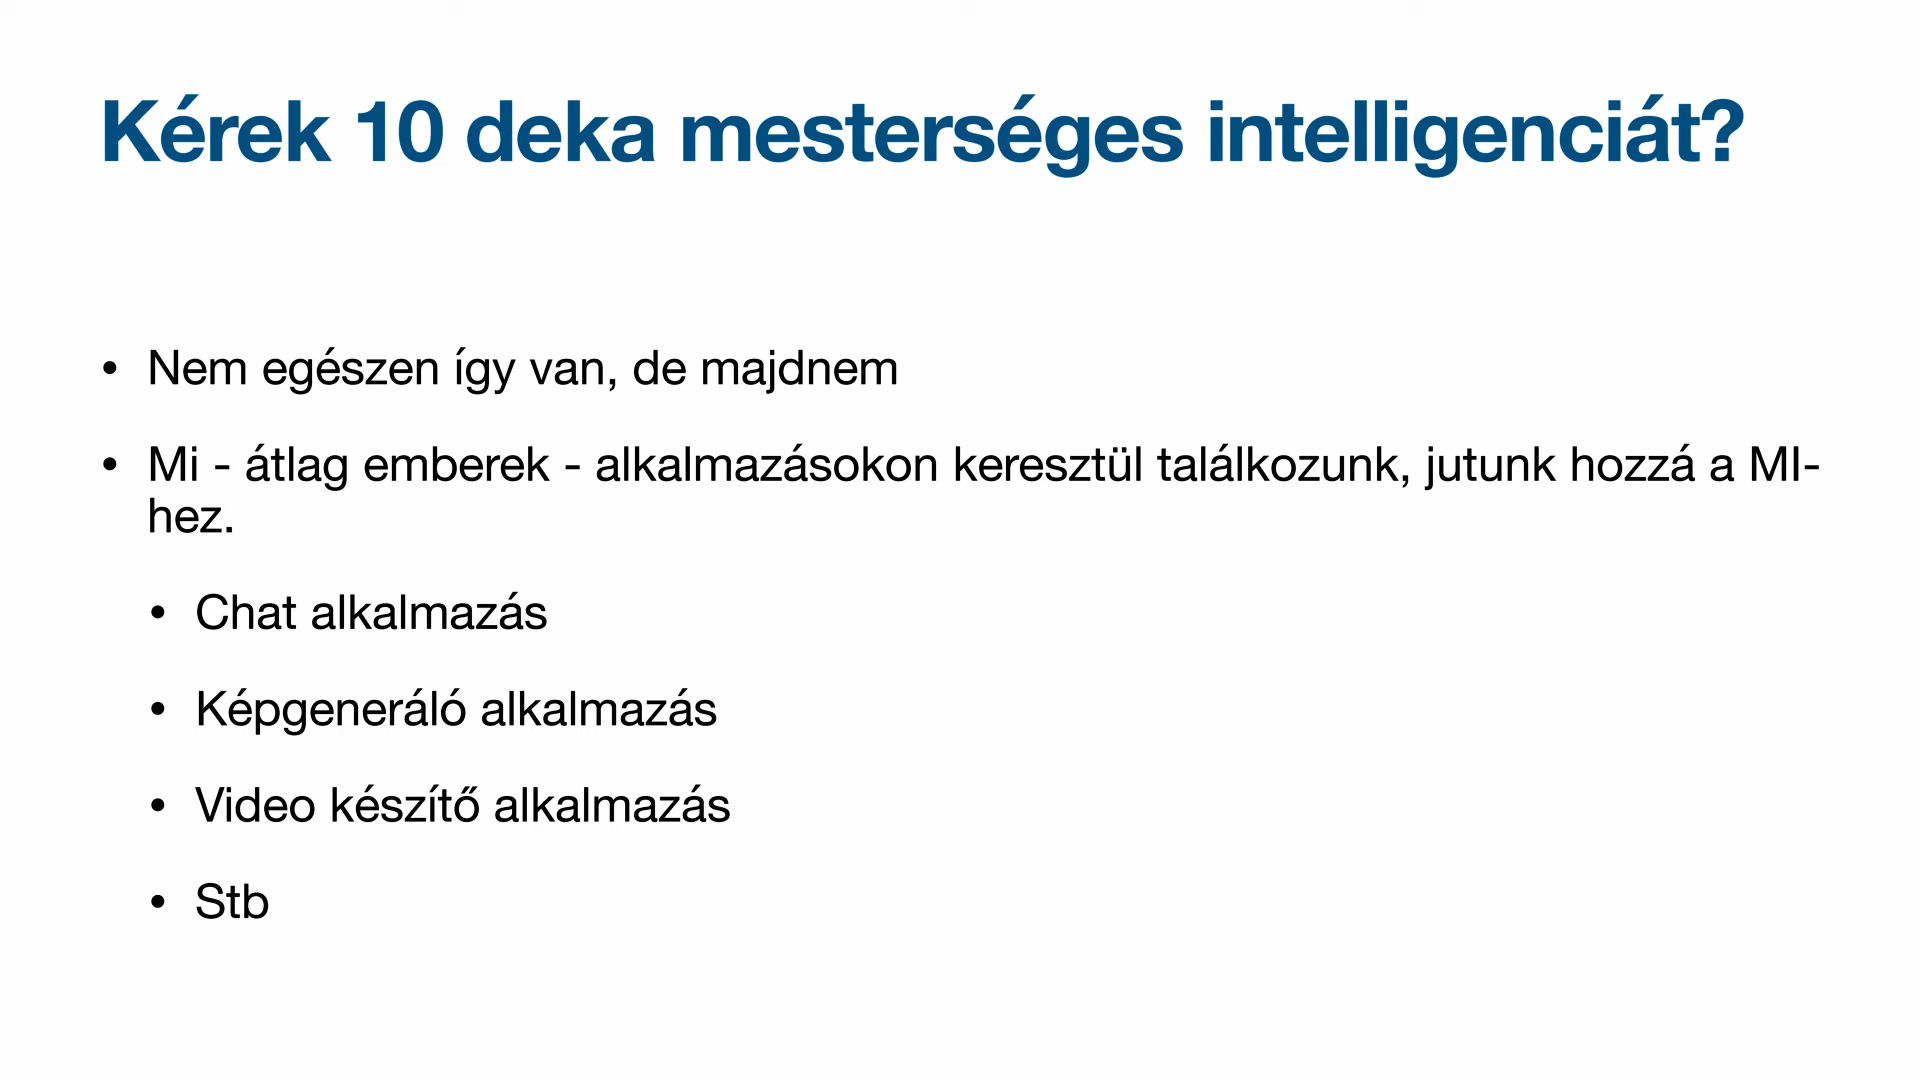 Kérek 10 deka mesterséges intelligenciát?
• Nem egészen így van, de majdnem
• Mi - átlag emberek - alkalmazásokon keresztül találkozunk, jutunk hozzá a MI-
hez.
• Chat alkalmazás
• Képgeneráló alkalmazás
• Video készítő alkalmazás
• Stb